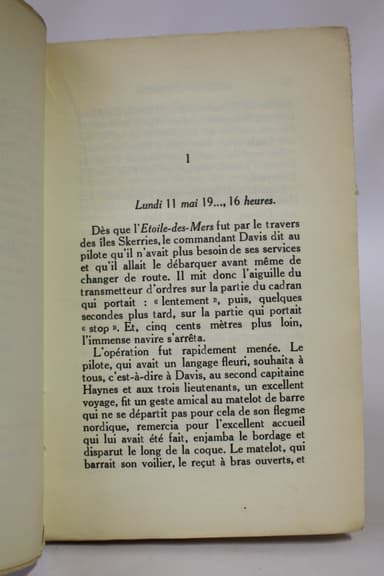 1
Lundi 11 mai 19..., 16 heures.
Dès que l'Etoile-des-Mers fut par le travers
des îles Skerries, le commandant Davis dit au
pilote qu'il n'avait plus besoin de ses services
et qu'il allait le débarquer avant même de
changer de route. Il mit donc l'aiguille du
transmetteur d'ordres sur la partie du cadran
qui portait : « lentement », puis, quelques
secondes plus tard, sur la partie qui portait
« stop ». Et, cinq cents mètres plus loin,
l'immense navire s'arrêta.
L'opération fut rapidement menée. Le
pilote, qui avait un langage fleuri, souhaita à
tous, c'est-à-dire à Davis, au second capitaine
Haynes et aux trois lieutenants, un excellent
voyage, fit un geste amical au matelot de barre
qui ne se départit pas pour cela de son flegme
nordique, remercia pour l'excellent accueil
qui lui avait été fait, enjamba le bordage et
disparut le long de la coque. Le matelot, qui
barrait son voilier, le reçut à bras ouverts, et